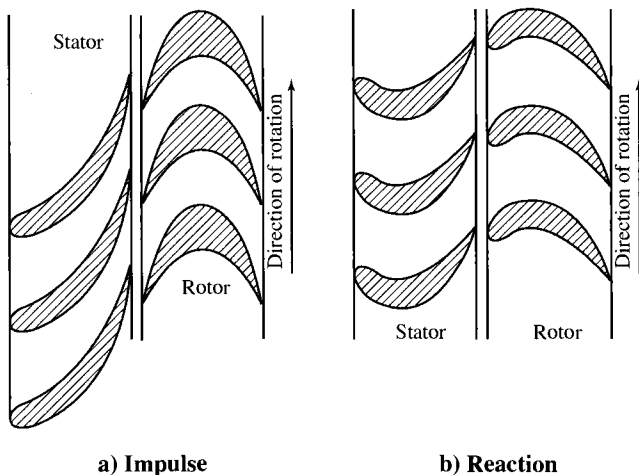 Stator
Rotor
Direction of rotation
Stator
Rotor
Direction of rotation
a) Impulse
b) Reaction